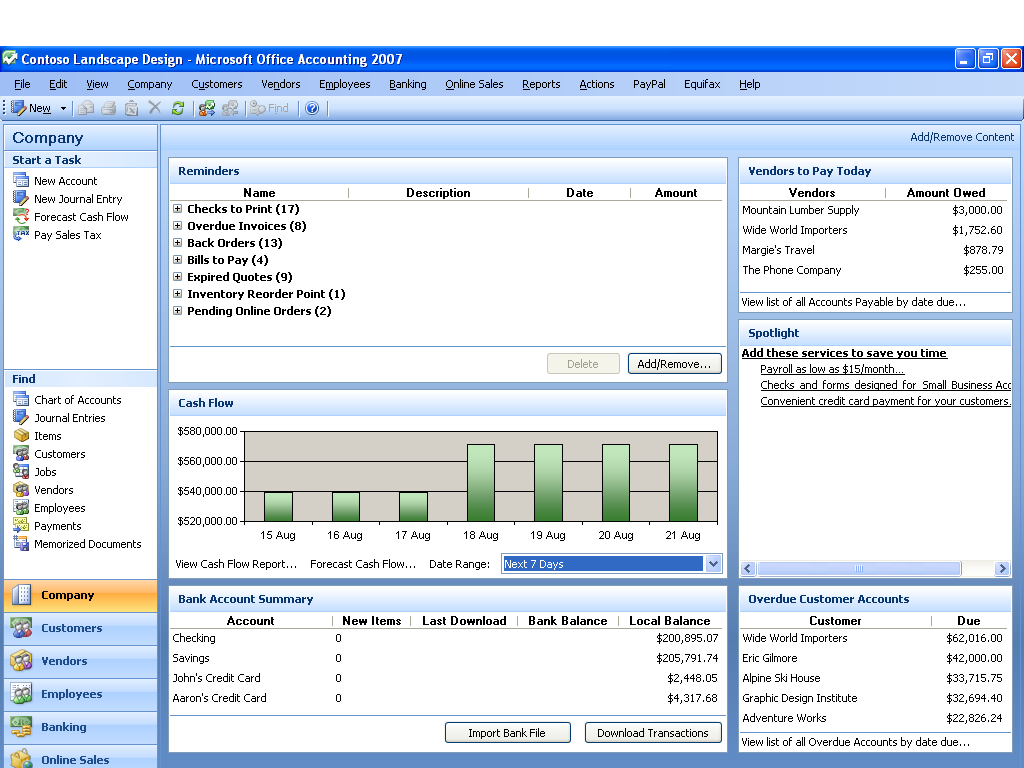 Contoso Landscape Design - Microsoft Office Accounting 2007
File Edit View Company Customers Vendors Employees Banking Online Sales Reports Actions PayPal Equifax Help
New Find
Company
Start a Task
New Account
New Journal Entry
Forecast Cash Flow
Pay Sales Tax
Find
Chart of Accounts
Journal Entries
Items
Customers
Jobs
Vendors
Employees
Payments
Memorized Documents
Company
Customers
Vendors
Employees
Banking
Online Sales
Add/Remove Content
Reminders
Name Description Date Amount
Checks to Print (17)
Overdue Invoices (8)
Back Orders (13)
Bills to Pay (4)
Expired Quotes (9)
Inventory Reorder Point (1)
Pending Online Orders (2)
Delete Add/Remove...
Cash Flow
$580,000.00
$560,000.00
$540,000.00
$520,000.00
15 Aug 16 Aug 17 Aug 18 Aug 19 Aug 20 Aug 21 Aug
View Cash Flow Report... Forecast Cash Flow... Date Range: Next 7 Days
Bank Account Summary
Account New Items Last Download Bank Balance Local Balance
Checking 0 $200,895.07
Savings 0 $205,791.74
John's Credit Card 0 $2,448.05
Aaron's Credit Card 0 $4,317.68
Import Bank File Download Transactions
Vendors to Pay Today
Vendors Amount Owed
Mountain Lumber Supply $3,000.00
Wide World Importers $1,752.60
Margie's Travel $878.79
The Phone Company $255.00
View list of all Accounts Payable by date due...
Spotlight
Add these services to save you time
Payroll as low as $15/month...
Checks and forms designed for Small Business Acc
Convenient credit card payment for your customers.
Overdue Customer Accounts
Customer Due
Wide World Importers $62,016.00
Eric Gilmore $42,000.00
Alpine Ski House $33,715.75
Graphic Design Institute $32,694.40
Adventure Works $22,826.24
View list of all Overdue Accounts by date due...